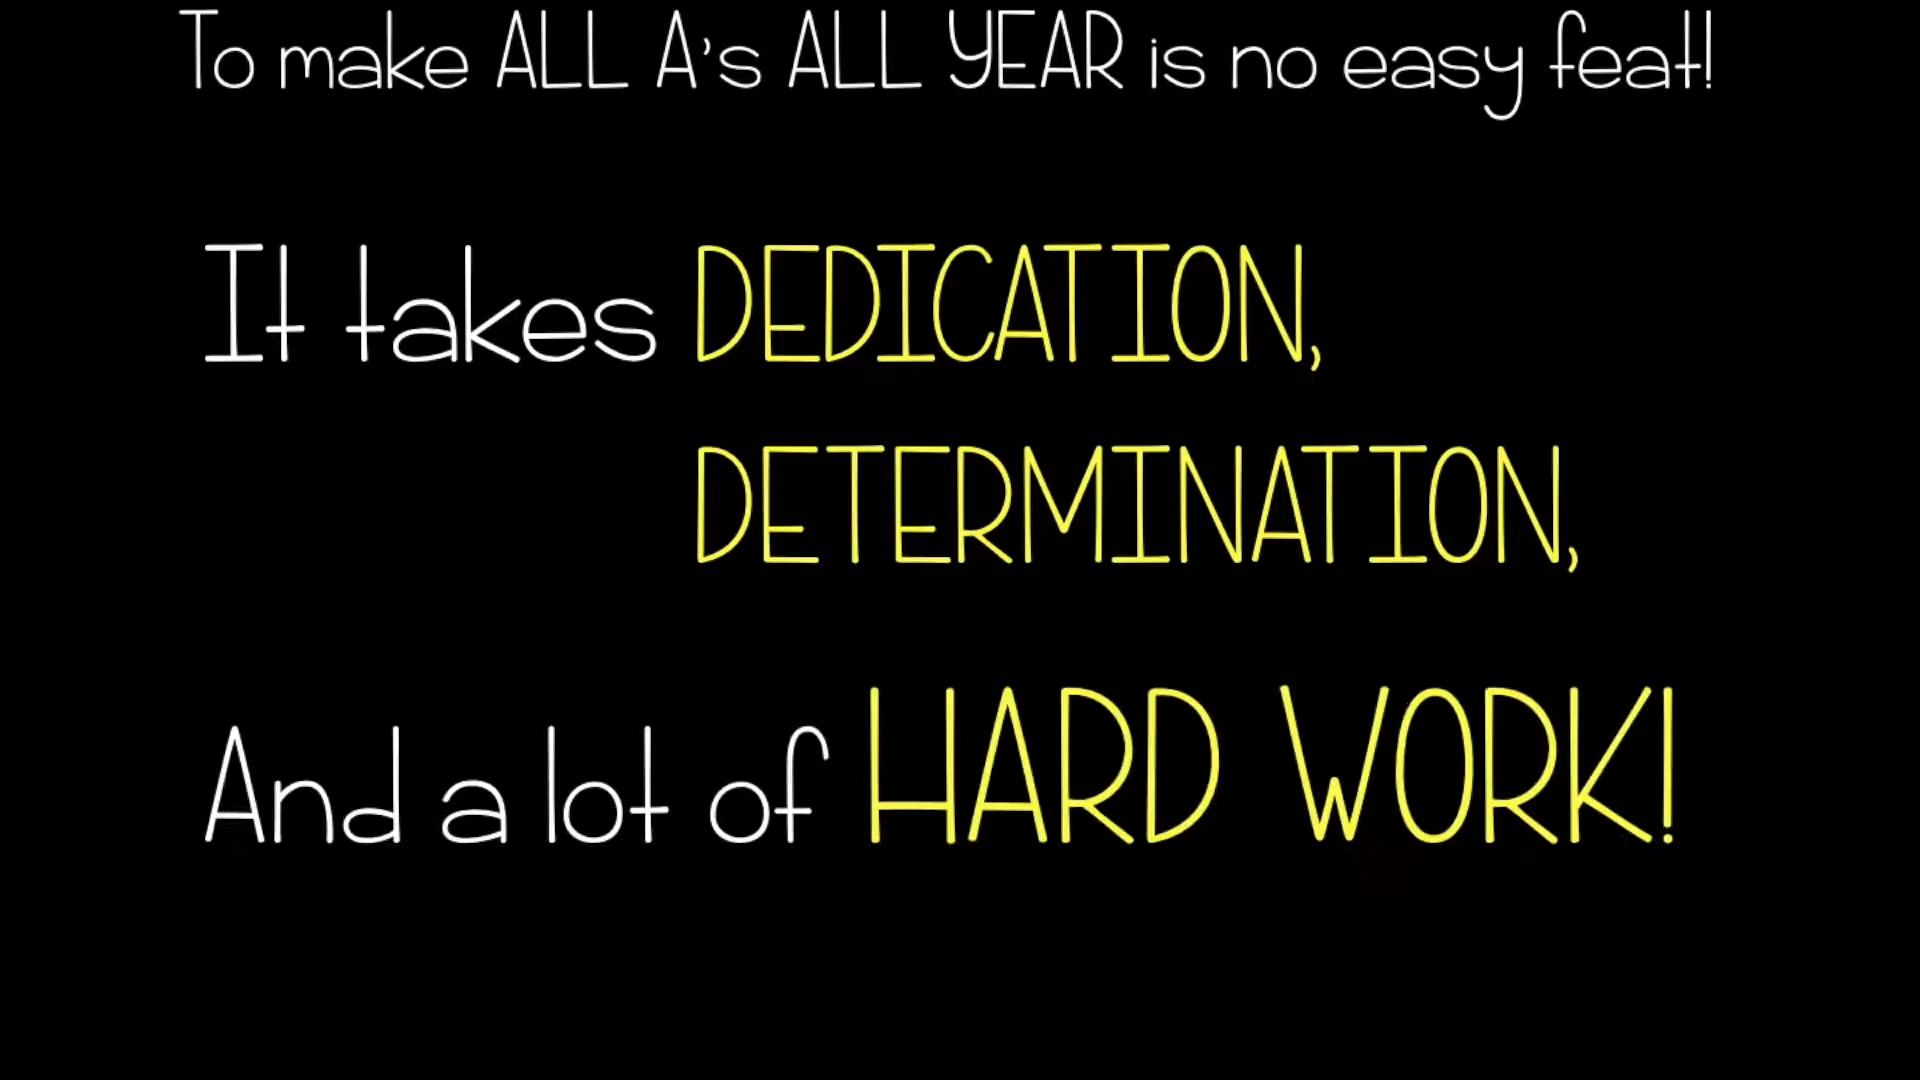 To make ALL A's ALL YEAR is no easy feat!
It takes DEDICATION,
DETERMINATION,
And a lot of HARD WORK!